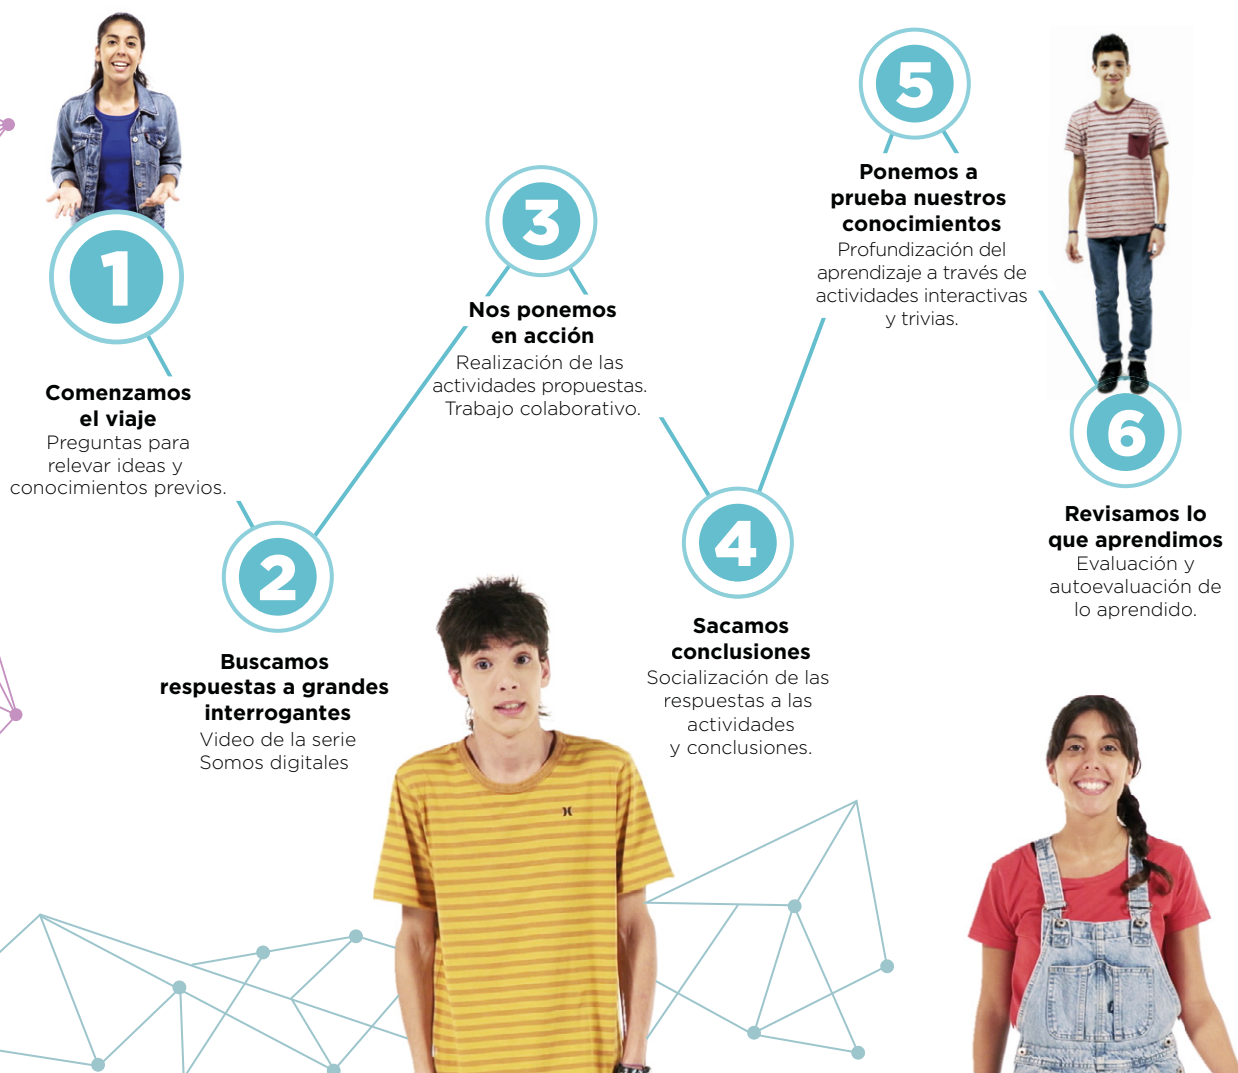 1
Comenzamos
el viaje
Preguntas para
relevar ideas y
conocimientos previos.
2
Buscamos
respuestas a grandes
interrogantes
Video de la serie
Somos digitales
3
Nos ponemos
en acción
Realización de las
actividades propuestas.
Trabajo colaborativo.
4
Sacamos
conclusiones
Socialización de las
respuestas a las
actividades
y conclusiones.
5
Ponemos a
prueba nuestros
conocimientos
Profundización del
aprendizaje a través de
actividades interactivas
y trivias.
6
Revisamos lo
que aprendimos
Evaluación y
autoevaluación de
lo aprendido.